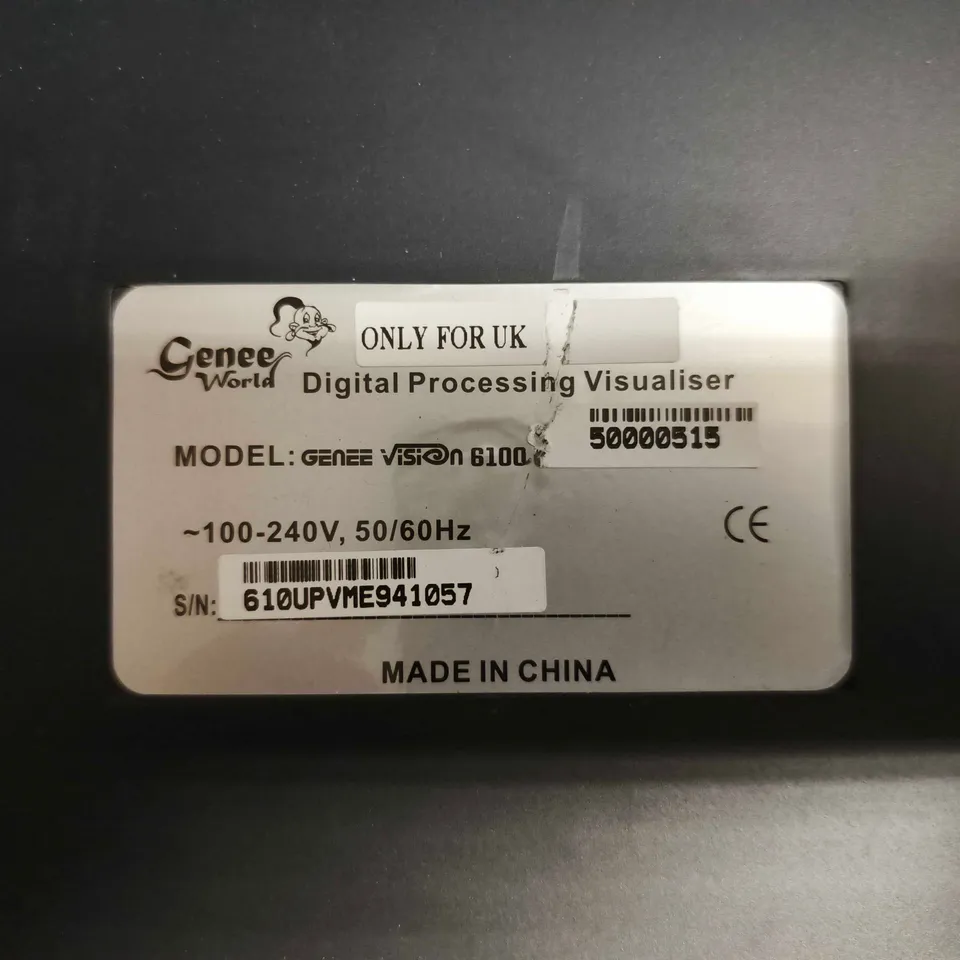 Genee
World
ONLY FOR UK
Digital Processing Visualiser
50000515
MODEL: GENEE ViSiOn 6100
~100-240V, 50/60Hz
CE
S/N: 610UPVME941057
MADE IN CHINA